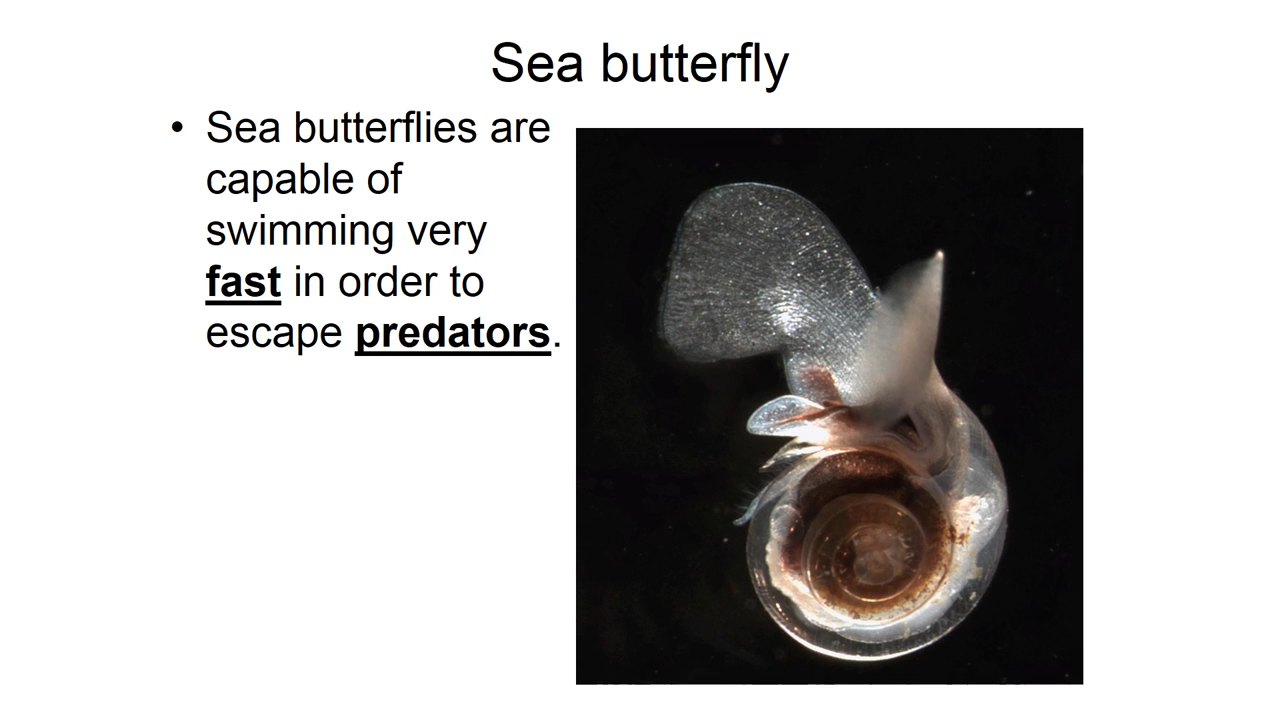 Sea butterfly
• Sea butterflies are
capable of
swimming very
fast in order to
escape predators.